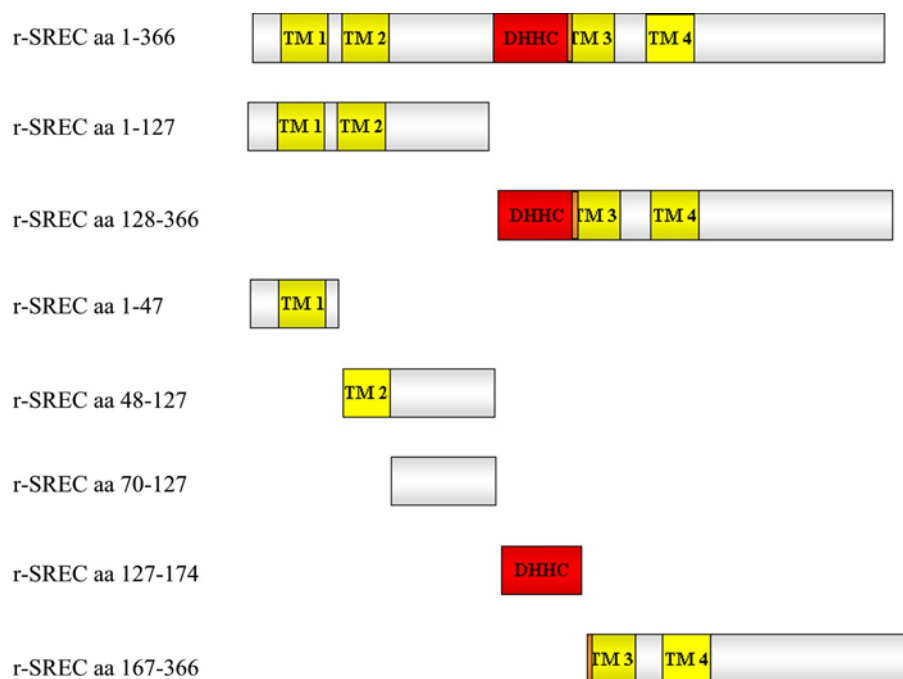 r-SREC aa 1-366 TM 1 TM 2 DHHC TM 3 TM 4
r-SREC aa 1-127 TM 1 TM 2
r-SREC aa 128-366 DHHC TM 3 TM 4
r-SREC aa 1-47 TM 1
r-SREC aa 48-127 TM 2
r-SREC aa 70-127
r-SREC aa 127-174 DHHC
r-SREC aa 167-366 TM 3 TM 4